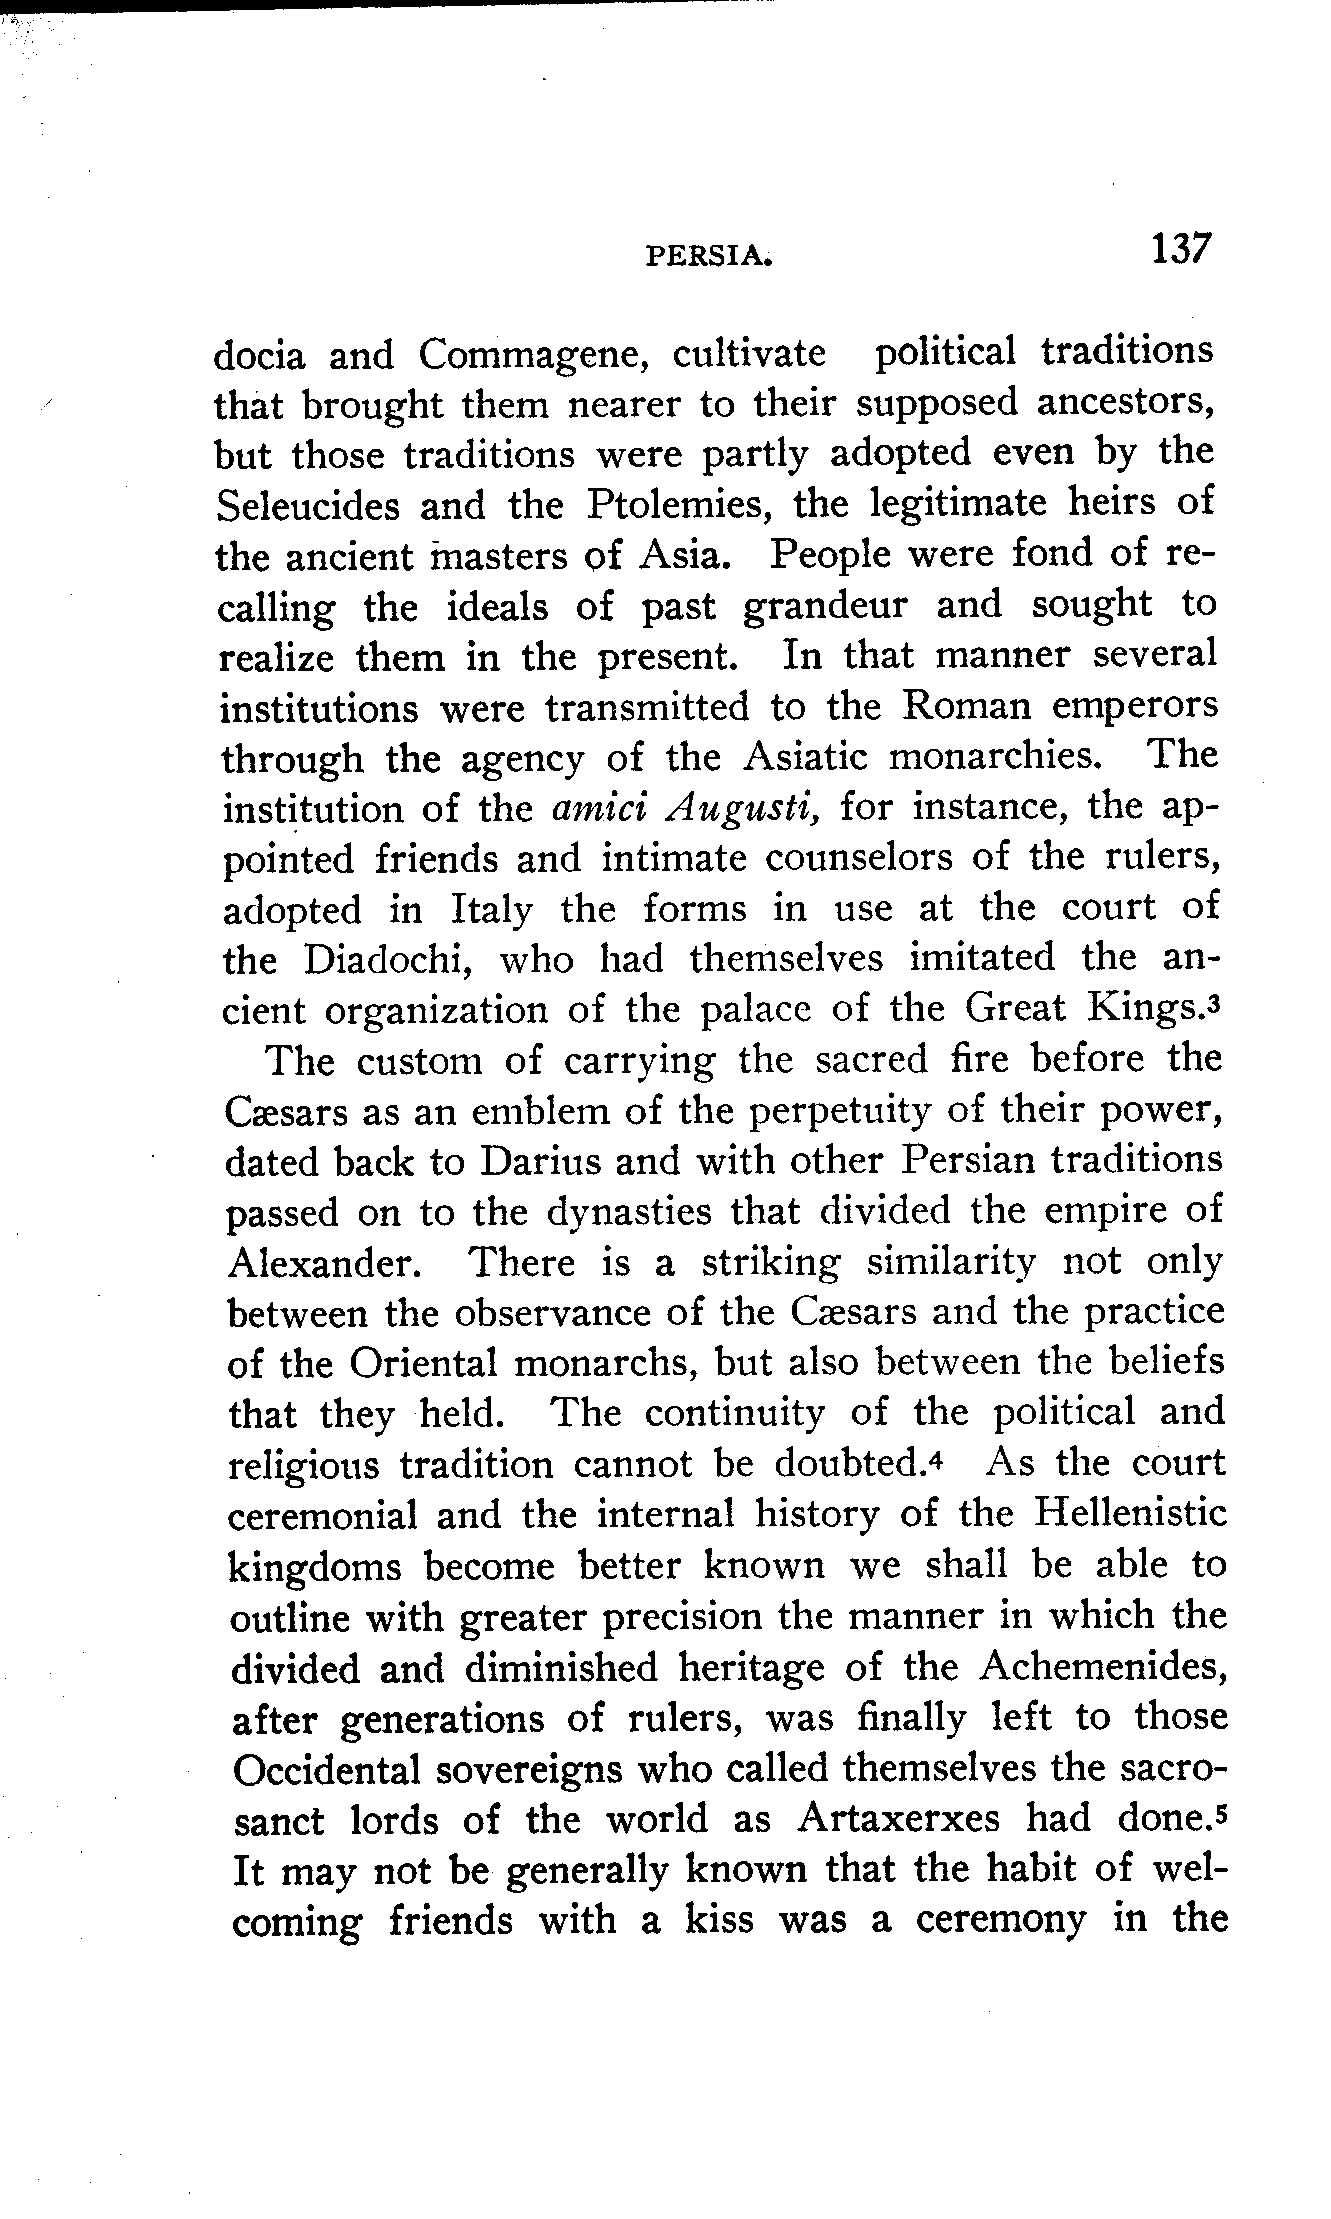 PERSIA. 137
docia and Commagene, cultivate political traditions
that brought them nearer to their supposed ancestors,
but those traditions were partly adopted even by the
Seleucides and the Ptolemies, the legitimate heirs of
the ancient masters of Asia. People were fond of re-
calling the ideals of past grandeur and sought to
realize them in the present. In that manner several
institutions were transmitted to the Roman emperors
through the agency of the Asiatic monarchies. The
institution of the amici Augusti, for instance, the ap-
pointed friends and intimate counselors of the rulers,
adopted in Italy the forms in use at the court of
the Diadochi, who had themselves imitated the an-
cient organization of the palace of the Great Kings.³
The custom of carrying the sacred fire before the
Cæsars as an emblem of the perpetuity of their power,
dated back to Darius and with other Persian traditions
passed on to the dynasties that divided the empire of
Alexander. There is a striking similarity not only
between the observance of the Cæsars and the practice
of the Oriental monarchs, but also between the beliefs
that they held. The continuity of the political and
religious tradition cannot be doubted.⁴ As the court
ceremonial and the internal history of the Hellenistic
kingdoms become better known we shall be able to
outline with greater precision the manner in which the
divided and diminished heritage of the Achemenides,
after generations of rulers, was finally left to those
Occidental sovereigns who called themselves the sacro-
sanct lords of the world as Artaxerxes had done.⁵
It may not be generally known that the habit of wel-
coming friends with a kiss was a ceremony in the